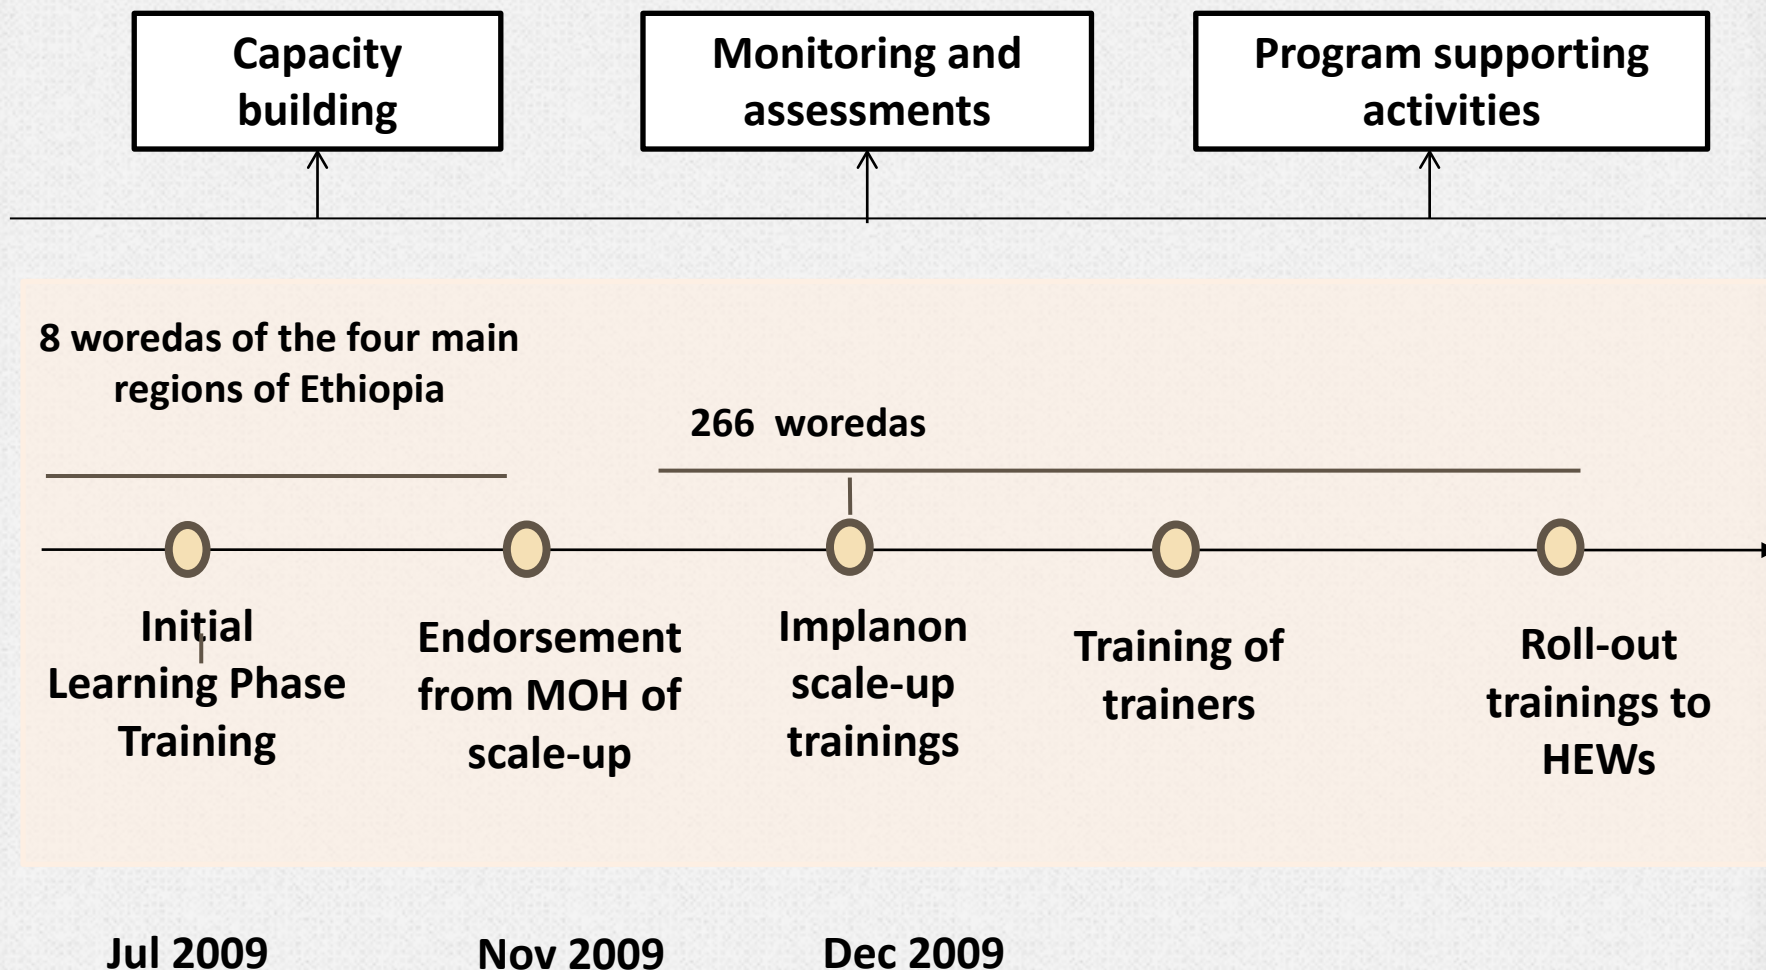 Capacity
building
Monitoring and
assessments
Program supporting
activities
8 woredas of the four main
regions of Ethiopia
266 woredas
Initial
Learning Phase
Training
Endorsement
from MOH of
scale-up
Implanon
scale-up
trainings
Training of
trainers
Roll-out
trainings to
HEWs
Jul 2009
Nov 2009
Dec 2009